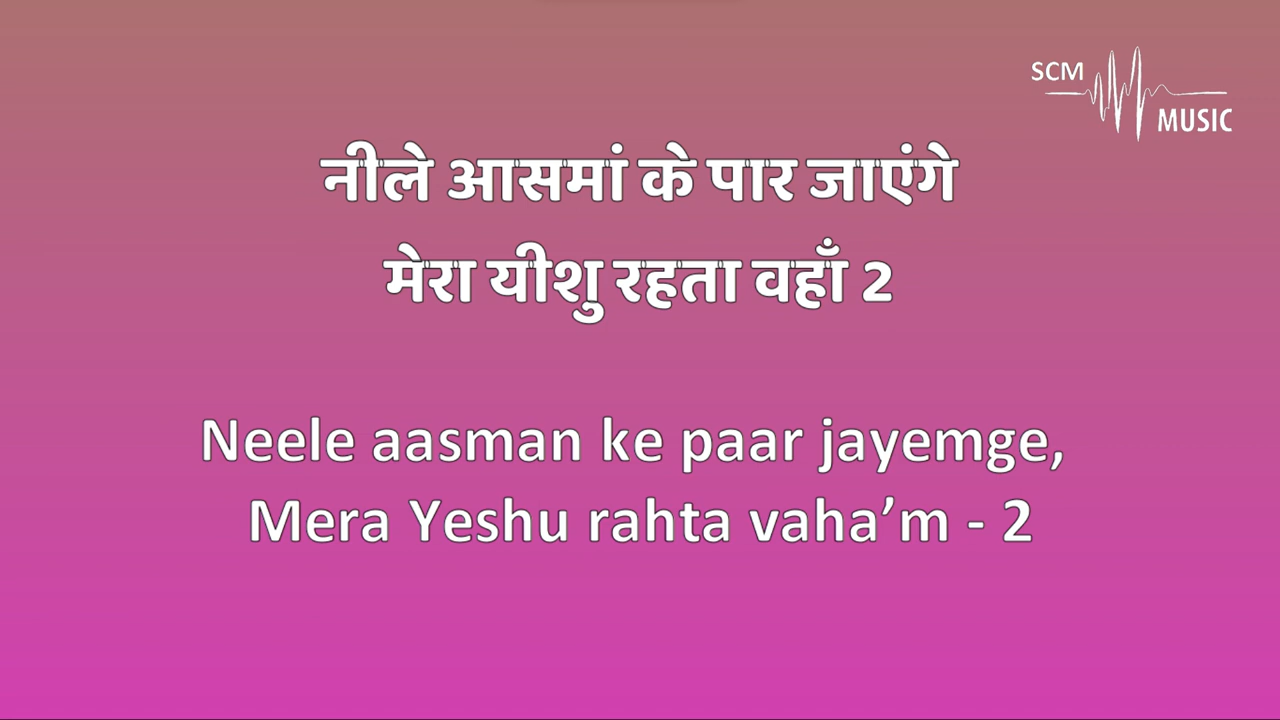 SCM
MUSIC
नीले आसमां के पार जाएंगे
मेरा यीशु रहता वहाँ 2
Neele aasman ke paar jayemge,
Mera Yeshu rahta vaha’m - 2